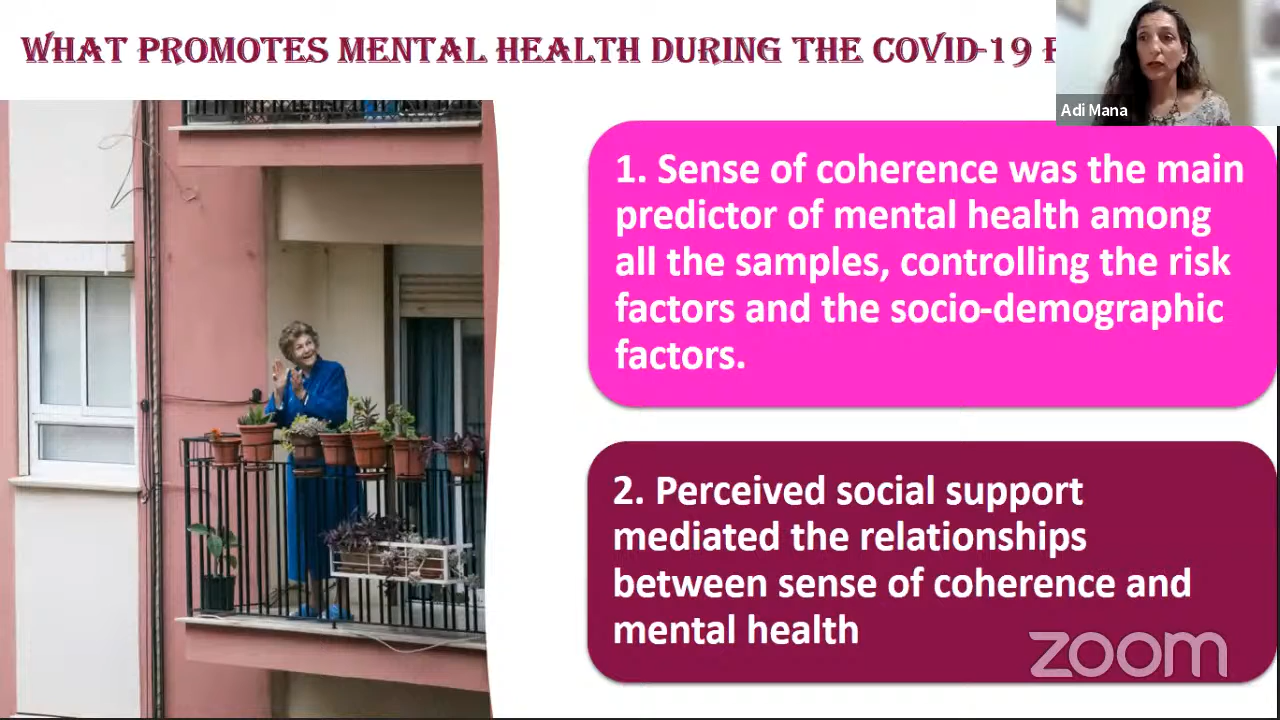 WHAT PROMOTES MENTAL HEALTH DURING THE COVID-19
Adi Mana
1. Sense of coherence was the main
predictor of mental health among
all the samples, controlling the risk
factors and the socio-demographic
factors.
2. Perceived social support
mediated the relationships
between sense of coherence and
mental health
zoom